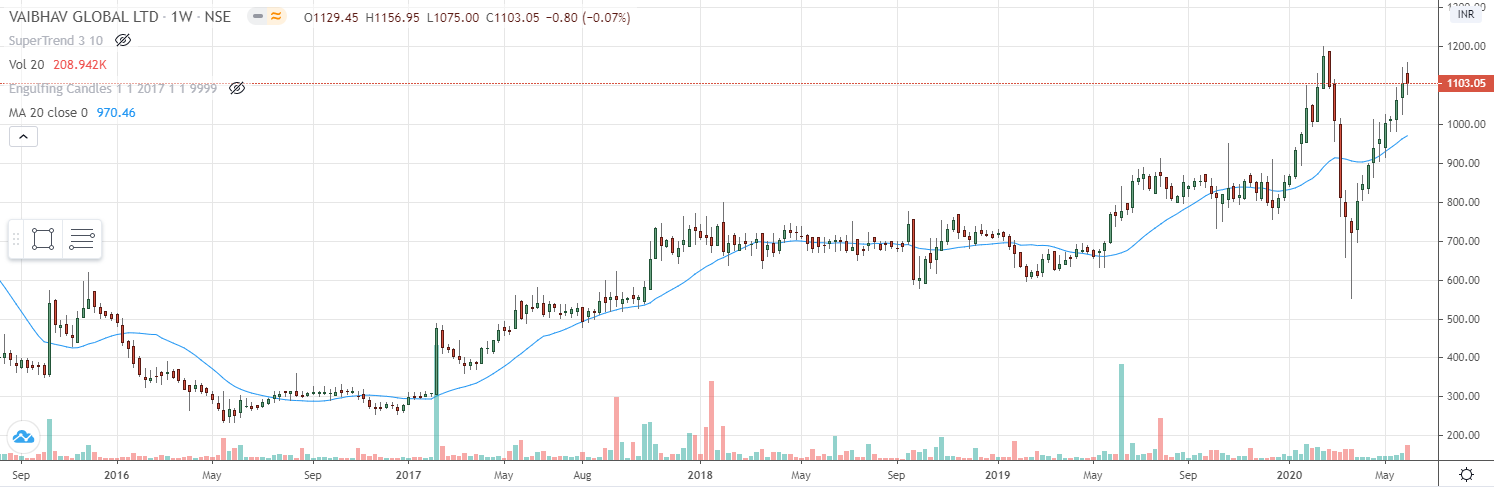 VAIBHAV GLOBAL LTD · 1W · NSE O1129.45 H1156.95 L1075.00 C1103.05 −0.80 (−0.07%)
SuperTrend 3 10
Vol 20 208.942K
Engulfing Candles 1 1 2017 1 1 9999
MA 20 close 0 970.46
1300.00
INR
1200.00
1103.05
1000.00
900.00
800.00
700.00
600.00
500.00
400.00
300.00
200.00
Sep 2016 May Sep 2017 May Aug 2018 May Sep 2019 May Sep 2020 May